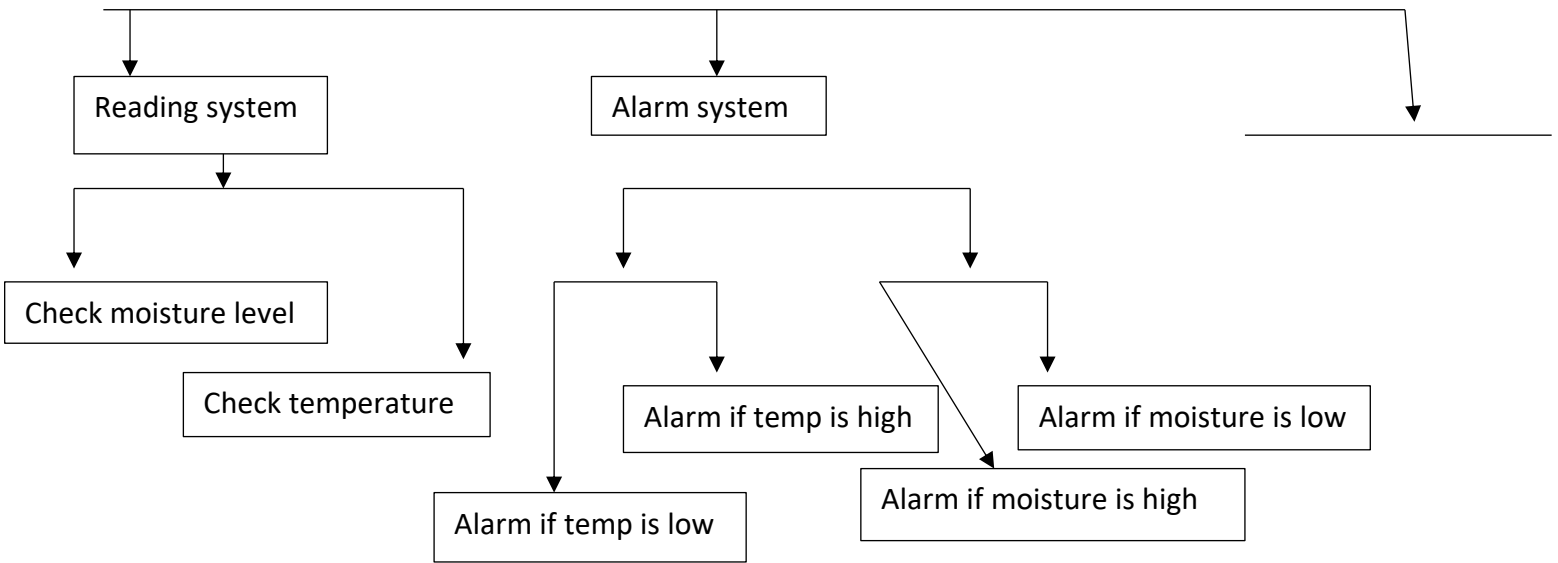 Reading system
Alarm system
Check moisture level
Check temperature
Alarm if temp is high
Alarm if moisture is low
Alarm if temp is low
Alarm if moisture is high